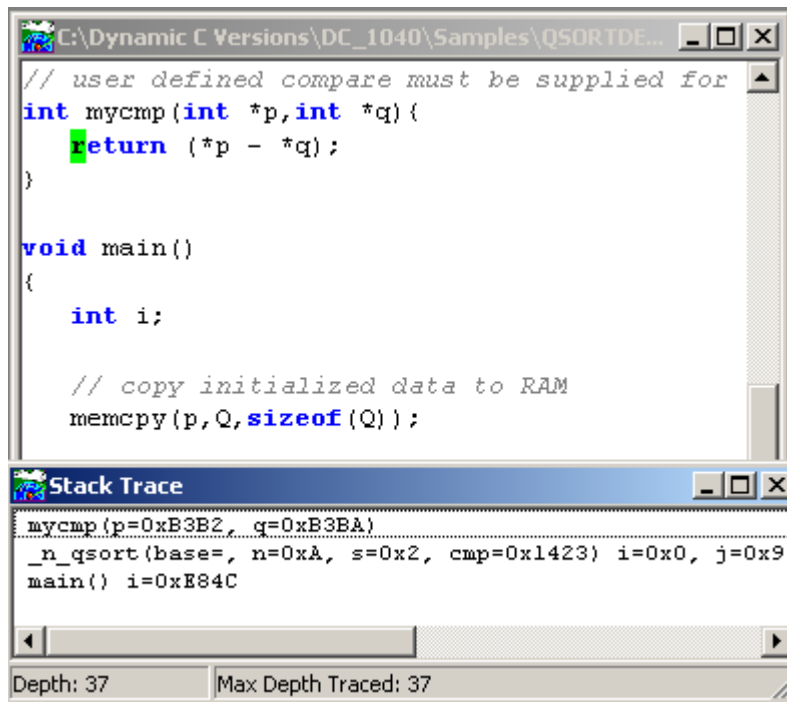 C:\Dynamic C Versions\DC_1040\Samples\QSORTDE...
// user defined compare must be supplied for
int mycmp(int *p,int *q){
return (*p - *q);
}
void main()
{
int i;
// copy initialized data to RAM
memcpy(p,Q,sizeof(Q));
Stack Trace
mycmp(p=0xB3B2, q=0xB3BA)
_n_qsort(base=, n=0xA, s=0x2, cmp=0x1423) i=0x0, j=0x9
main() i=0xE84C
Depth: 37
Max Depth Traced: 37